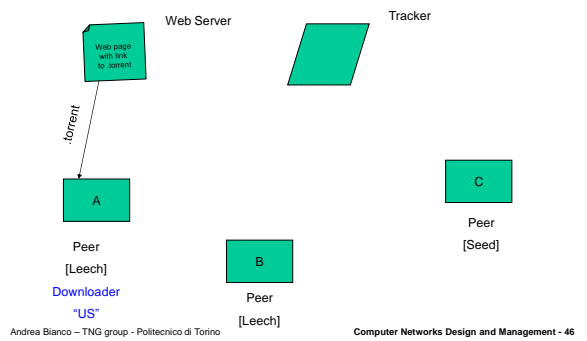 Web Server
Tracker
Web page
with link
to .torrent
.torrent
A
C
Peer
[Seed]
Peer
[Leech]
Downloader
“US”
B
Peer
[Leech]
Andrea Bianco – TNG group - Politecnico di Torino
Computer Networks Design and Management - 46